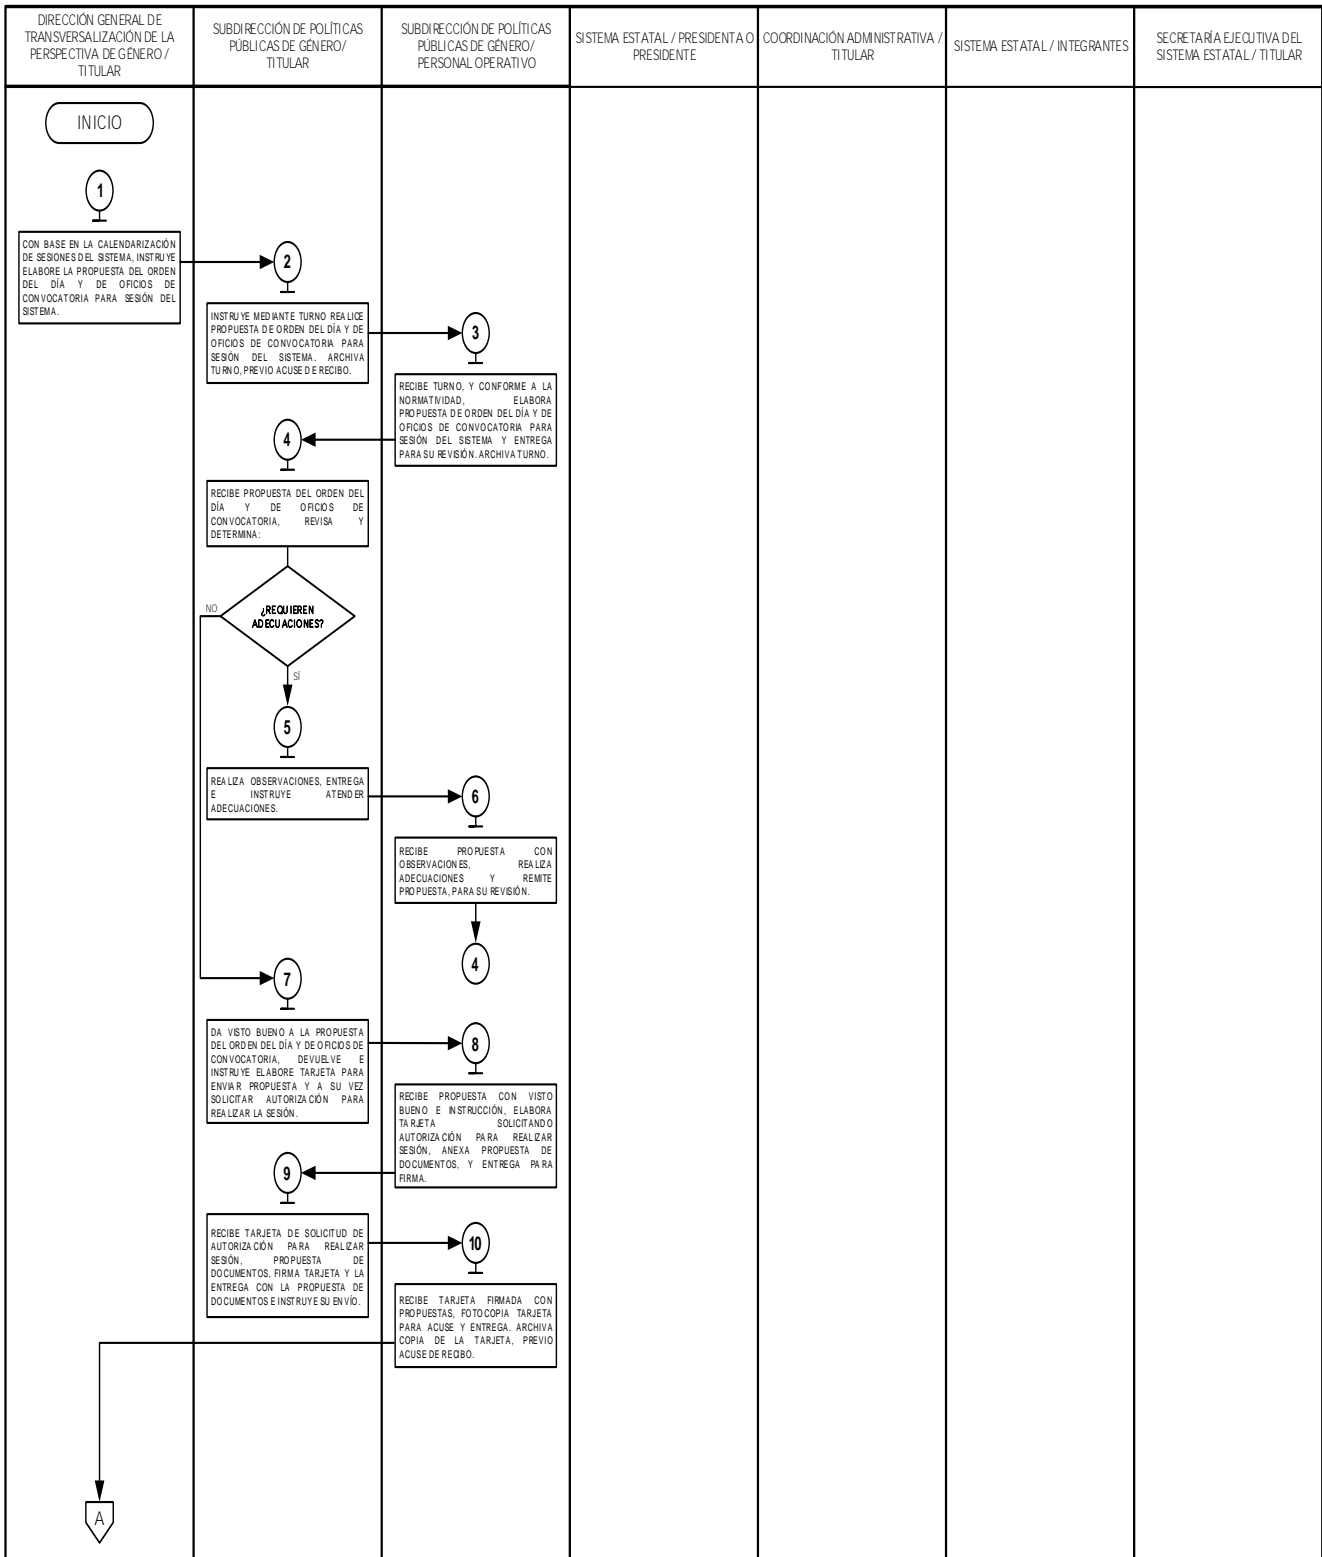 DIRECCIÓN GENERAL DE
TRANSVERSALIZACIÓN DE LA
PERSPECTIVA DE GÉNERO /
TITULAR
SUBDIRECCIÓN DE POLÍTICAS
PÚBLICAS DE GÉNERO/
TITULAR
SUBDIRECCIÓN DE POLÍTICAS
PÚBLICAS DE GÉNERO/
PERSONAL OPERATIVO
SISTEMA ESTATAL / PRESIDENTA O
PRESIDENTE
COORDINACIÓN ADMINISTRATIVA /
TITULAR
SISTEMA ESTATAL / INTEGRANTES
SECRETARÍA EJECUTIVA DEL
SISTEMA ESTATAL / TITULAR
INICIO
1
CON BASE EN LA CALENDARIZACIÓN
DE SESIONES DEL SISTEMA, INSTRUYE
ELABORE LA PROPUESTA DEL ORDEN
DEL DÍA Y DE OFICIOS DE
CONVOCATORIA PARA SESIÓN DEL
SISTEMA.
2
INSTRUYE MEDIANTE TURNO REALICE
PROPUESTA DE ORDEN DEL DÍA Y DE
OFICIOS DE CONVOCATORIA PARA
SESIÓN DEL SISTEMA. ARCHIVA
TURNO, PREVIO ACUSE DE RECIBO.
3
RECIBE TURNO, Y CONFORME A LA
NORMATIVIDAD, ELABORA
PROPUESTA DE ORDEN DEL DÍA Y DE
OFICIOS DE CONVOCATORIA PARA
SESIÓN DEL SISTEMA Y ENTREGA
PARA SU REVISIÓN. ARCHIVA TURNO.
4
RECIBE PROPUESTA DEL ORDEN DEL
DÍA Y DE OFICIOS DE
CONVOCATORIA, REVISA Y
DETERMINA:
¿REQUIEREN
ADECUACIONES?
NO
SÍ
5
REALIZA OBSERVACIONES, ENTREGA
E INSTRUYE ATENDER
ADECUACIONES.
6
RECIBE PROPUESTA CON
OBSERVACIONES, REALIZA
ADECUACIONES Y REMITE
PROPUESTA, PARA SU REVISIÓN.
4
7
DA VISTO BUENO A LA PROPUESTA
DEL ORDEN DEL DÍA Y DE OFICIOS DE
CONVOCATORIA, DEVUELVE E
INSTRUYE ELABORE TARJETA PARA
ENVIAR PROPUESTA Y A SU VEZ
SOLICITAR AUTORIZACIÓN PARA
REALIZAR LA SESIÓN.
8
RECIBE PROPUESTA CON VISTO
BUENO E INSTRUCCIÓN, ELABORA
TARJETA SOLICITANDO
AUTORIZACIÓN PARA REALIZAR
SESIÓN, ANEXA PROPUESTA DE
DOCUMENTOS, Y ENTREGA PARA
FIRMA.
9
RECIBE TARJETA DE SOLICITUD DE
AUTORIZACIÓN PARA REALIZAR
SESIÓN, PROPUESTA DE
DOCUMENTOS, FIRMA TARJETA Y LA
ENTREGA CON LA PROPUESTA DE
DOCUMENTOS E INSTRUYE SU ENVÍO.
10
RECIBE TARJETA FIRMADA CON
PROPUESTAS, FOTOCOPIA TARJETA
PARA ACUSE Y ENTREGA. ARCHIVA
COPIA DE LA TARJETA, PREVIO
ACUSE DE RECIBO.
A